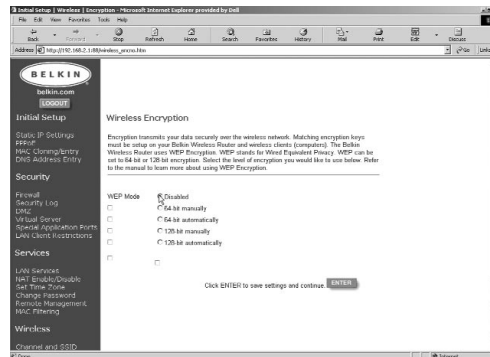 Initial Setup | Wireless | Encryption - Microsoft Internet Explorer provided by Dell
File Edit View Favorites Tools Help
Back Forward Stop Refresh Home Search Favorites History Mail Print Edit Discuss
Address http://192.168.2.1:88/wireless_encrno.htm Go Links
BELKIN
belkin.com
LOGOUT
Initial Setup
Static IP Settings
PPPoE
MAC Cloning/Entry
DNS Address Entry
Security
Firewall
Security Log
DMZ
Virtual Server
Special Application Ports
LAN Client Restrictions
Services
LAN Services
NAT Enable/Disable
Set Time Zone
Change Password
Remote Management
MAC Filtering
Wireless
Channel and SSID
Wireless Encryption
Encryption transmits your data securely over the wireless network. Matching encryption keys
must be setup on your Belkin Wireless Router and wireless clients (computers). The Belkin
Wireless Router uses WEP Encryption. WEP stands for Wired Equivalent Privacy. WEP can be
set to 64-bit or 128-bit encryption. Select the level of encryption you would like to use below. Refer
to the manual to learn more about using WEP Encryption.
WEP Mode Disabled
64-bit manually
64-bit automatically
128-bit manually
128-bit automatically
Click ENTER to save settings and continue. ENTER
Done Internet